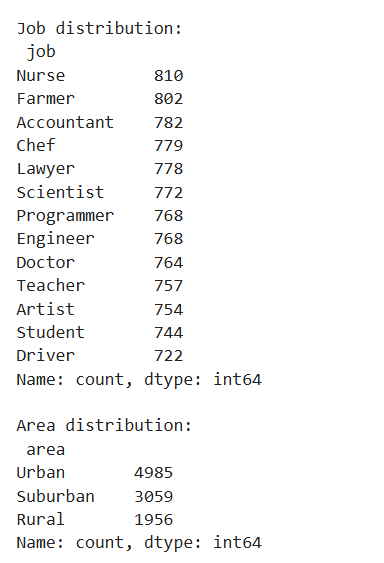 Job distribution:
 job
Nurse         810
Farmer        802
Accountant    782
Chef          779
Lawyer        778
Scientist     772
Programmer    768
Engineer      768
Doctor        764
Teacher       757
Artist        754
Student       744
Driver        722
Name: count, dtype: int64

Area distribution:
 area
Urban       4985
Suburban    3059
Rural       1956
Name: count, dtype: int64